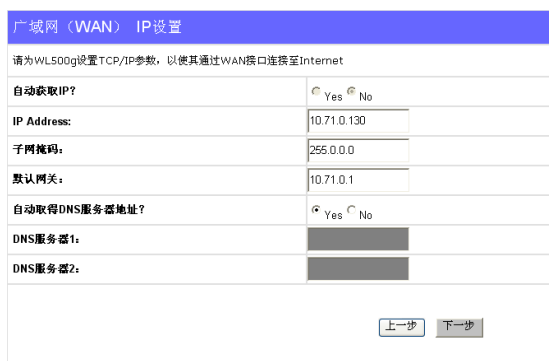 广域网（WAN） IP设置
请为WL500g设置TCP/IP参数，以使其通过WAN接口连接至Internet
自动获取IP? Yes No
IP Address: 10.71.0.130
子网掩码: 255.0.0.0
默认网关: 10.71.0.1
自动取得DNS服务器地址? Yes No
DNS服务器1:
DNS服务器2:
上一步 下一步